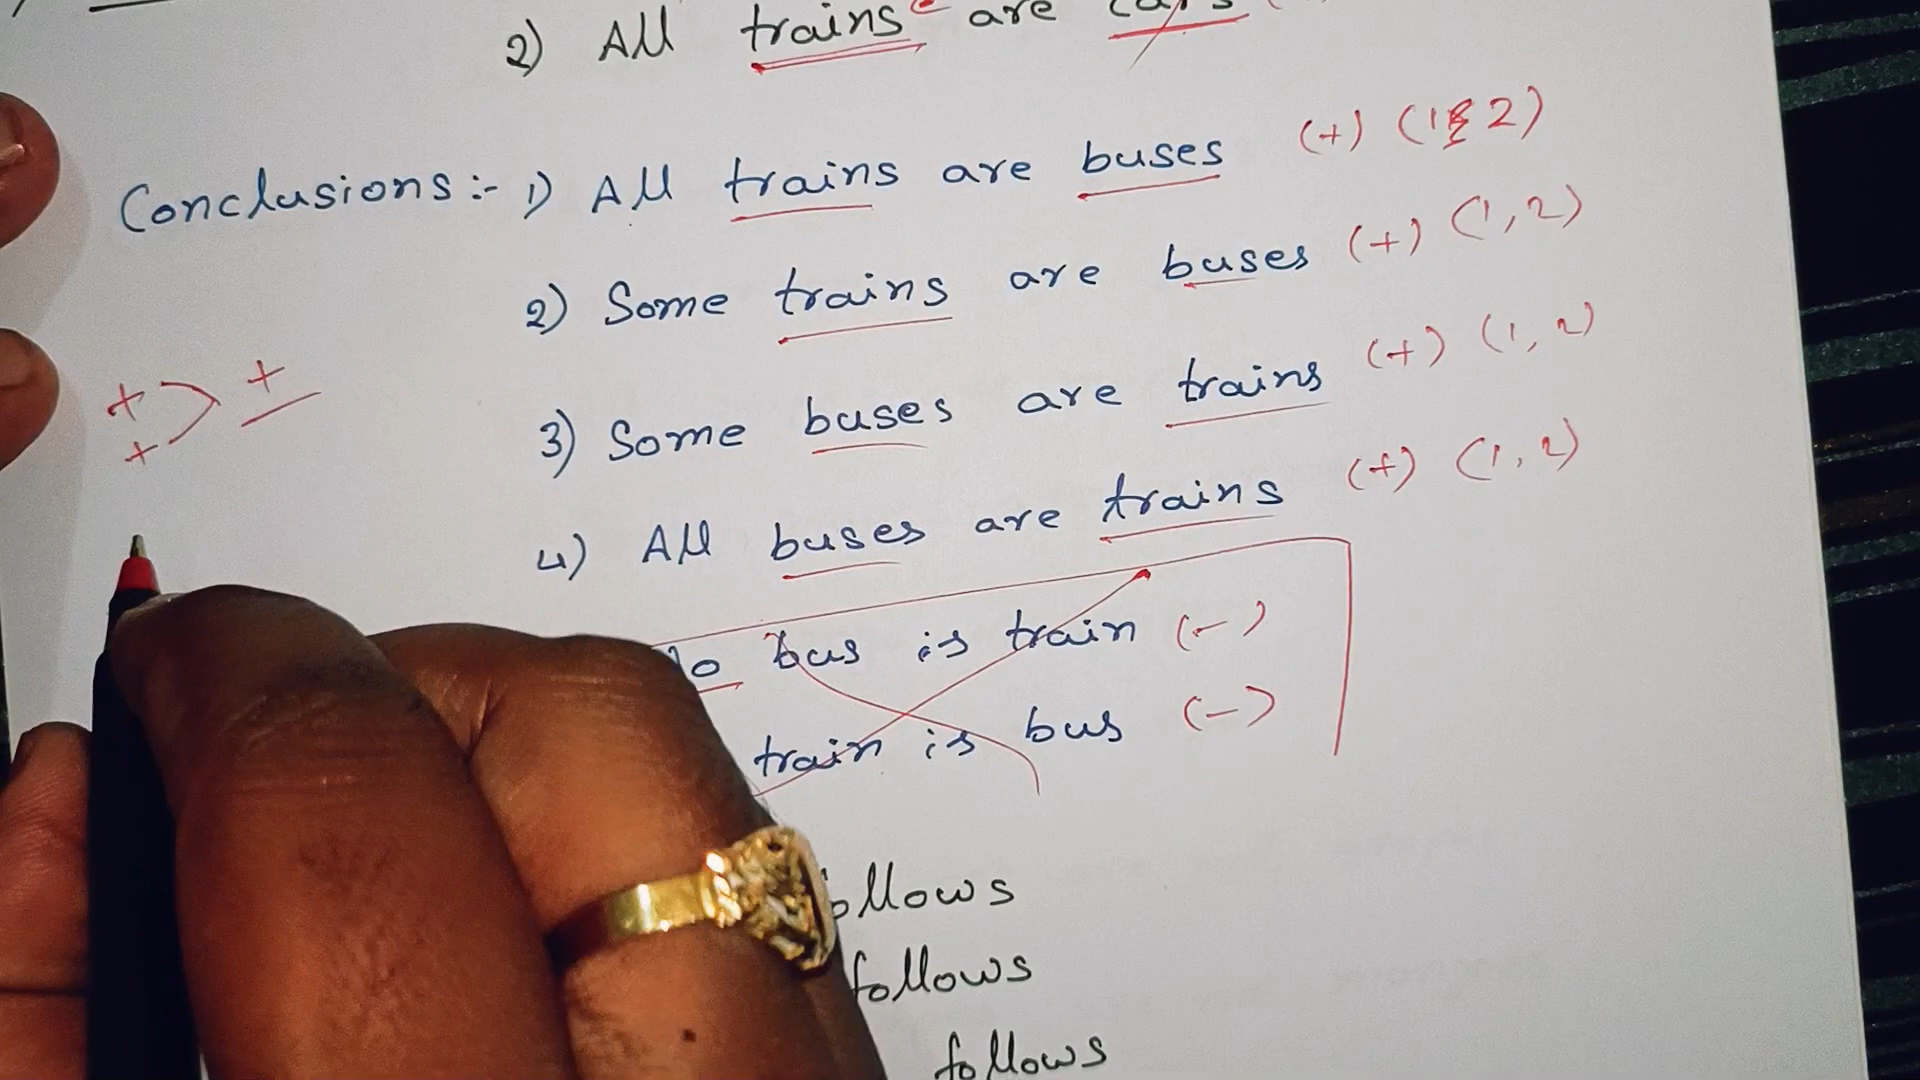 2) All trains are cars
Conclusions :- 1) All trains are buses (+) (1 & 2)
2) Some trains are buses (+) (1, 2)
3) Some buses are trains (+) (1, 2)
4) All buses are trains (+) (1, 2)
bus is train (-)
train is bus (-)
+ +
+
follows
follows
follows